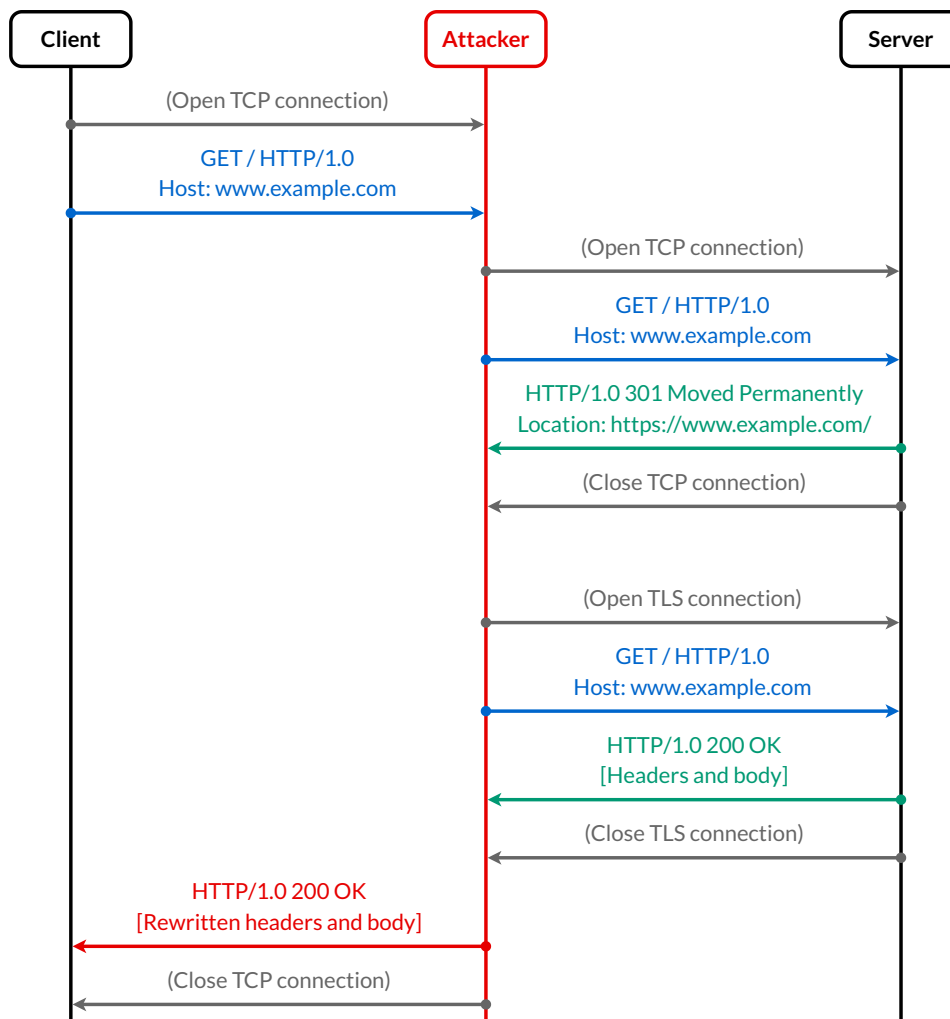 Client
Attacker
Server
(Open TCP connection)
GET / HTTP/1.0
Host: www.example.com
(Open TCP connection)
GET / HTTP/1.0
Host: www.example.com
HTTP/1.0 301 Moved Permanently
Location: https://www.example.com/
(Close TCP connection)
(Open TLS connection)
GET / HTTP/1.0
Host: www.example.com
HTTP/1.0 200 OK
[Headers and body]
(Close TLS connection)
HTTP/1.0 200 OK
[Rewritten headers and body]
(Close TCP connection)